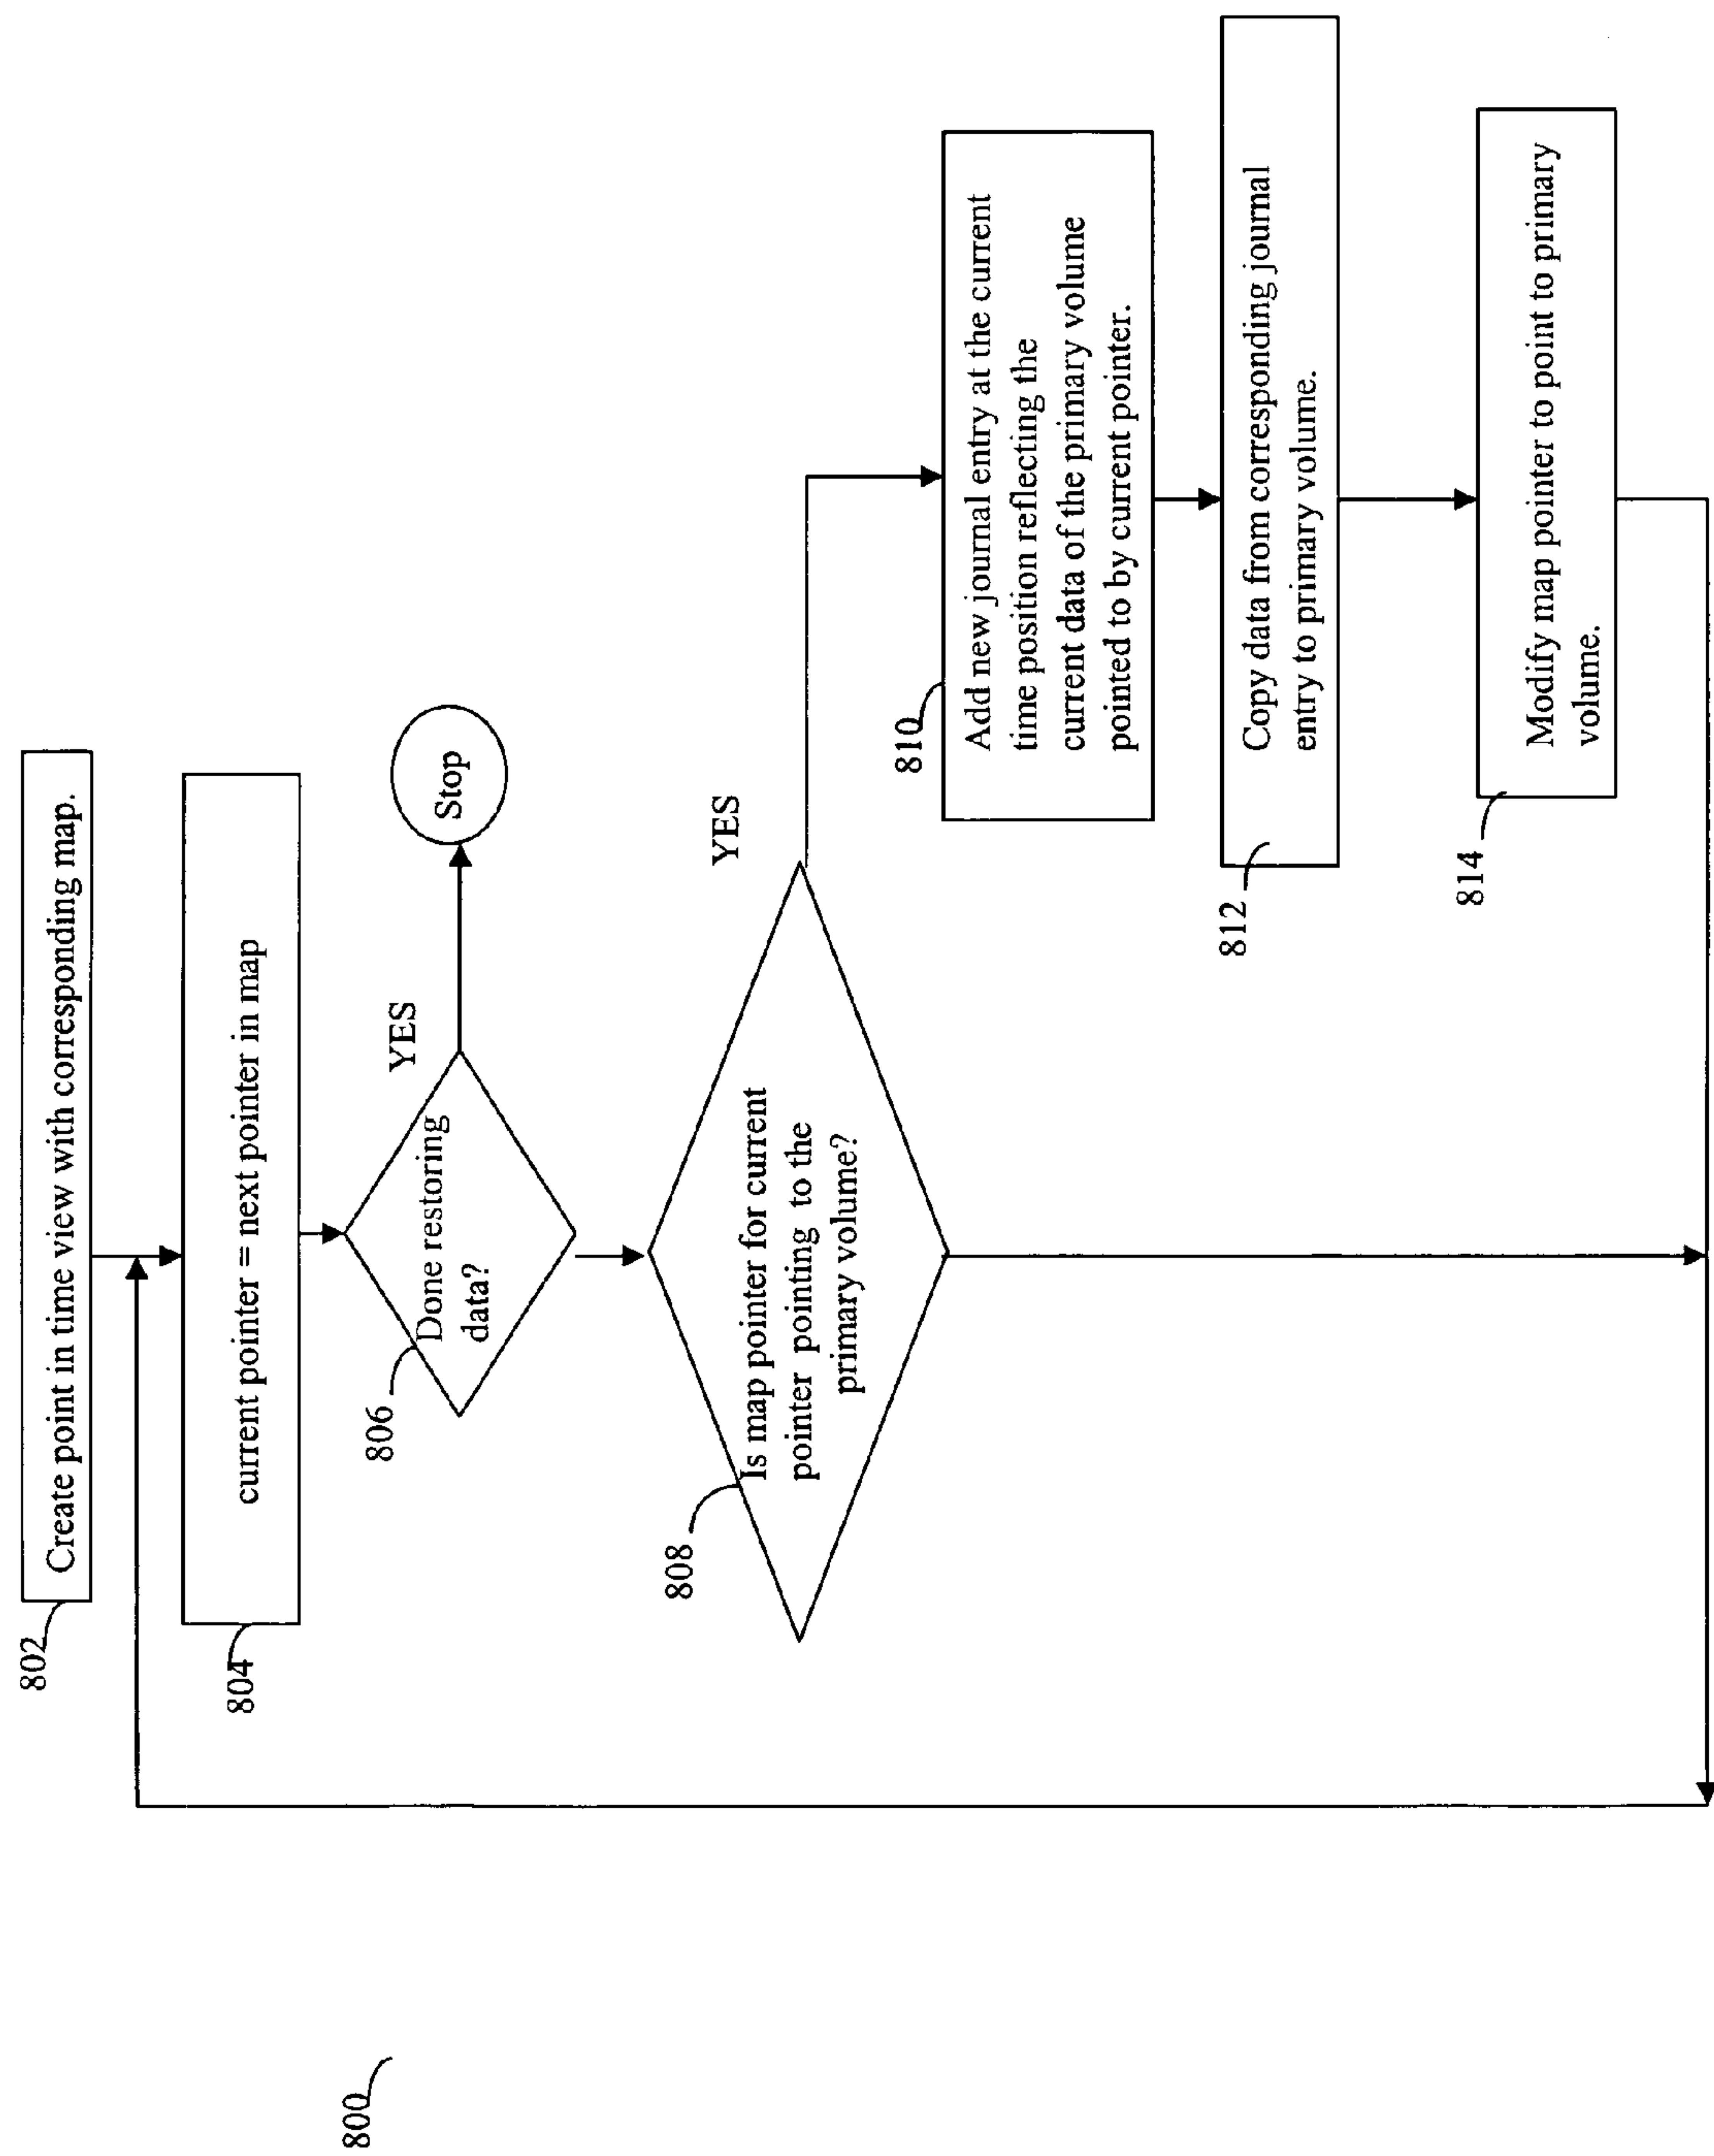 800
802
Create point in time view with corresponding map.
804
current pointer = next pointer in map
806
Done restoring
data?
YES
Stop
808
Is map pointer for current
pointer pointing to the
primary volume?
YES
810
Add new journal entry at the current
time position reflecting the
current data of the primary volume
pointed to by current pointer.
812
Copy data from corresponding journal
entry to primary volume.
814
Modify map pointer to point to primary
volume.